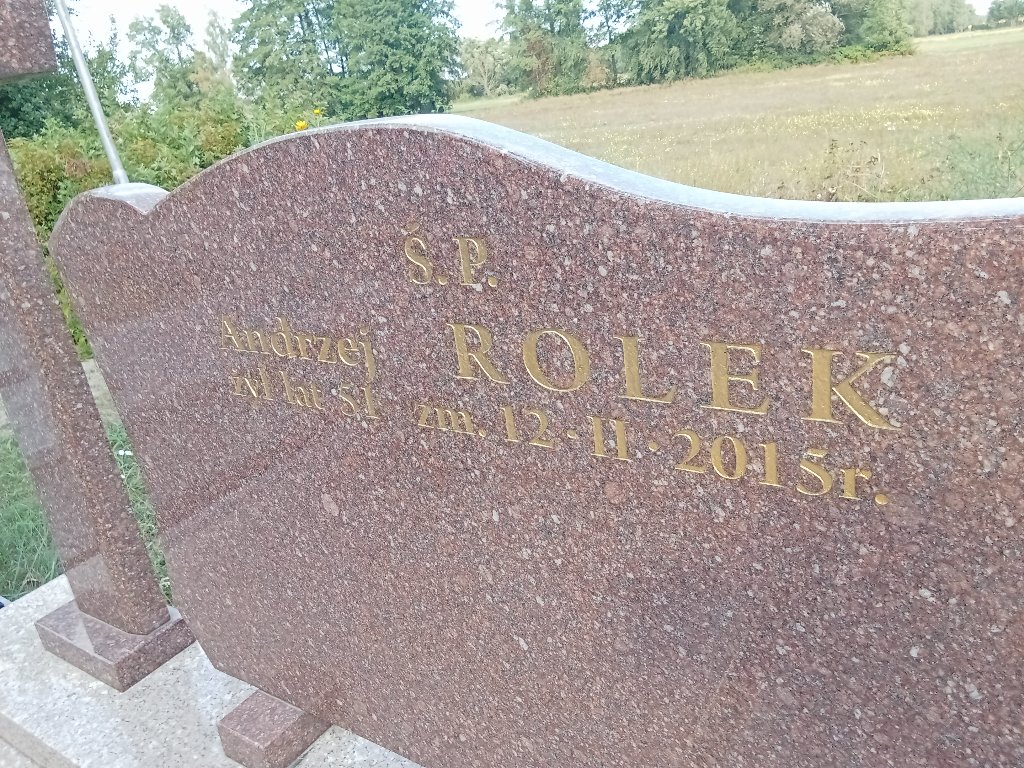 Ś.P.
Andrzej ROLEK
żył lat 51 zm. 12·II·2015r.